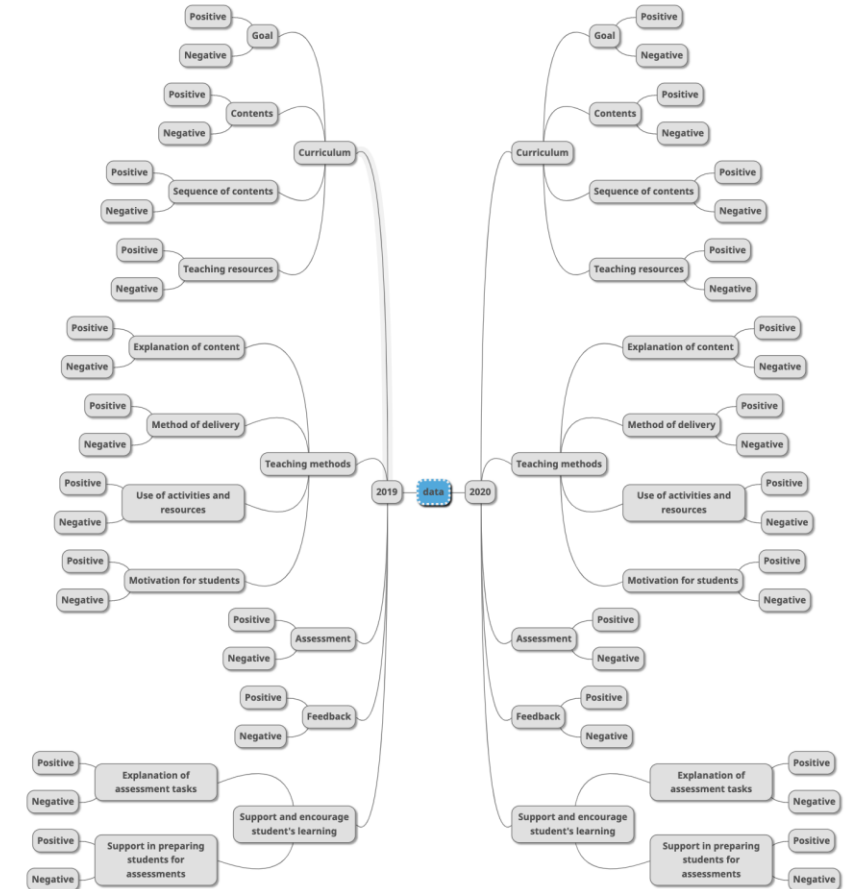 Positive
Goal
Negative
Positive
Contents
Negative
Curriculum
Positive
Sequence of contents
Negative
Positive
Teaching resources
Negative
Positive
Explanation of content
Negative
Positive
Method of delivery
Negative
Teaching methods
Positive
Use of activities and
resources
Negative
Positive
Motivation for students
Negative
2019
Positive
Assessment
Negative
Positive
Feedback
Negative
Positive
Explanation of
assessment tasks
Negative
Support and encourage
student's learning
Positive
Support in preparing
students for
assessments
Negative
data
2020
Goal
Positive
Negative
Contents
Positive
Negative
Curriculum
Sequence of contents
Positive
Negative
Teaching resources
Positive
Negative
Explanation of content
Positive
Negative
Method of delivery
Positive
Negative
Teaching methods
Use of activities and
resources
Positive
Negative
Motivation for students
Positive
Negative
Assessment
Positive
Negative
Feedback
Positive
Negative
Support and encourage
student's learning
Explanation of
assessment tasks
Positive
Negative
Support in preparing
students for
assessments
Positive
Negative